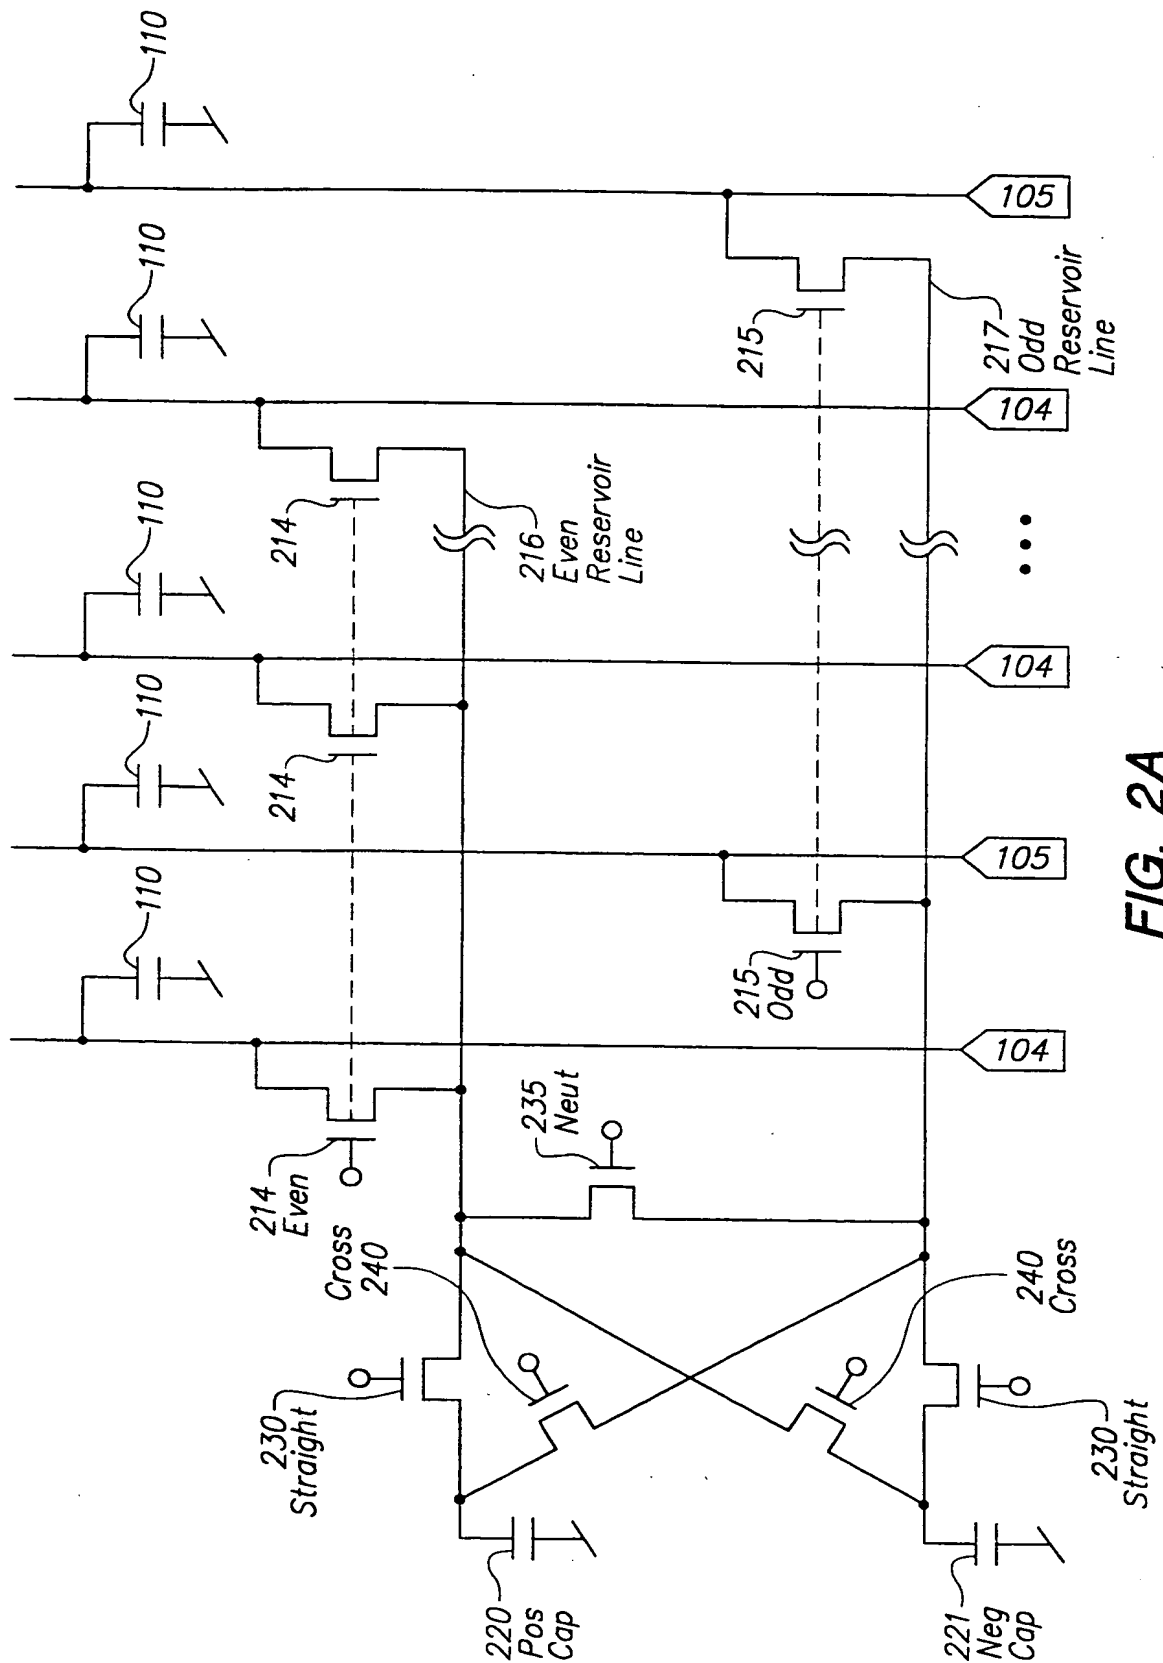 110
110
110
110
110
214
Even
214
214
216
Even
Reservoir
Line
Cross
240
235
Neut
230
Straight
220
Pos
Cap
215
Odd
215
217
Odd
Reservoir
Line
240
Cross
230
Straight
221
Neg
Cap
104
105
104
...
104
105
FIG. 2A